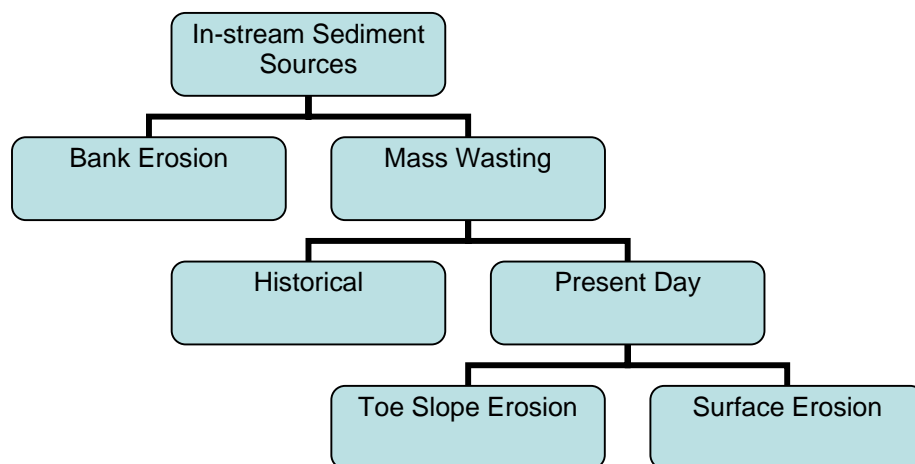 In-stream Sediment
Sources
Bank Erosion
Mass Wasting
Historical
Present Day
Toe Slope Erosion
Surface Erosion